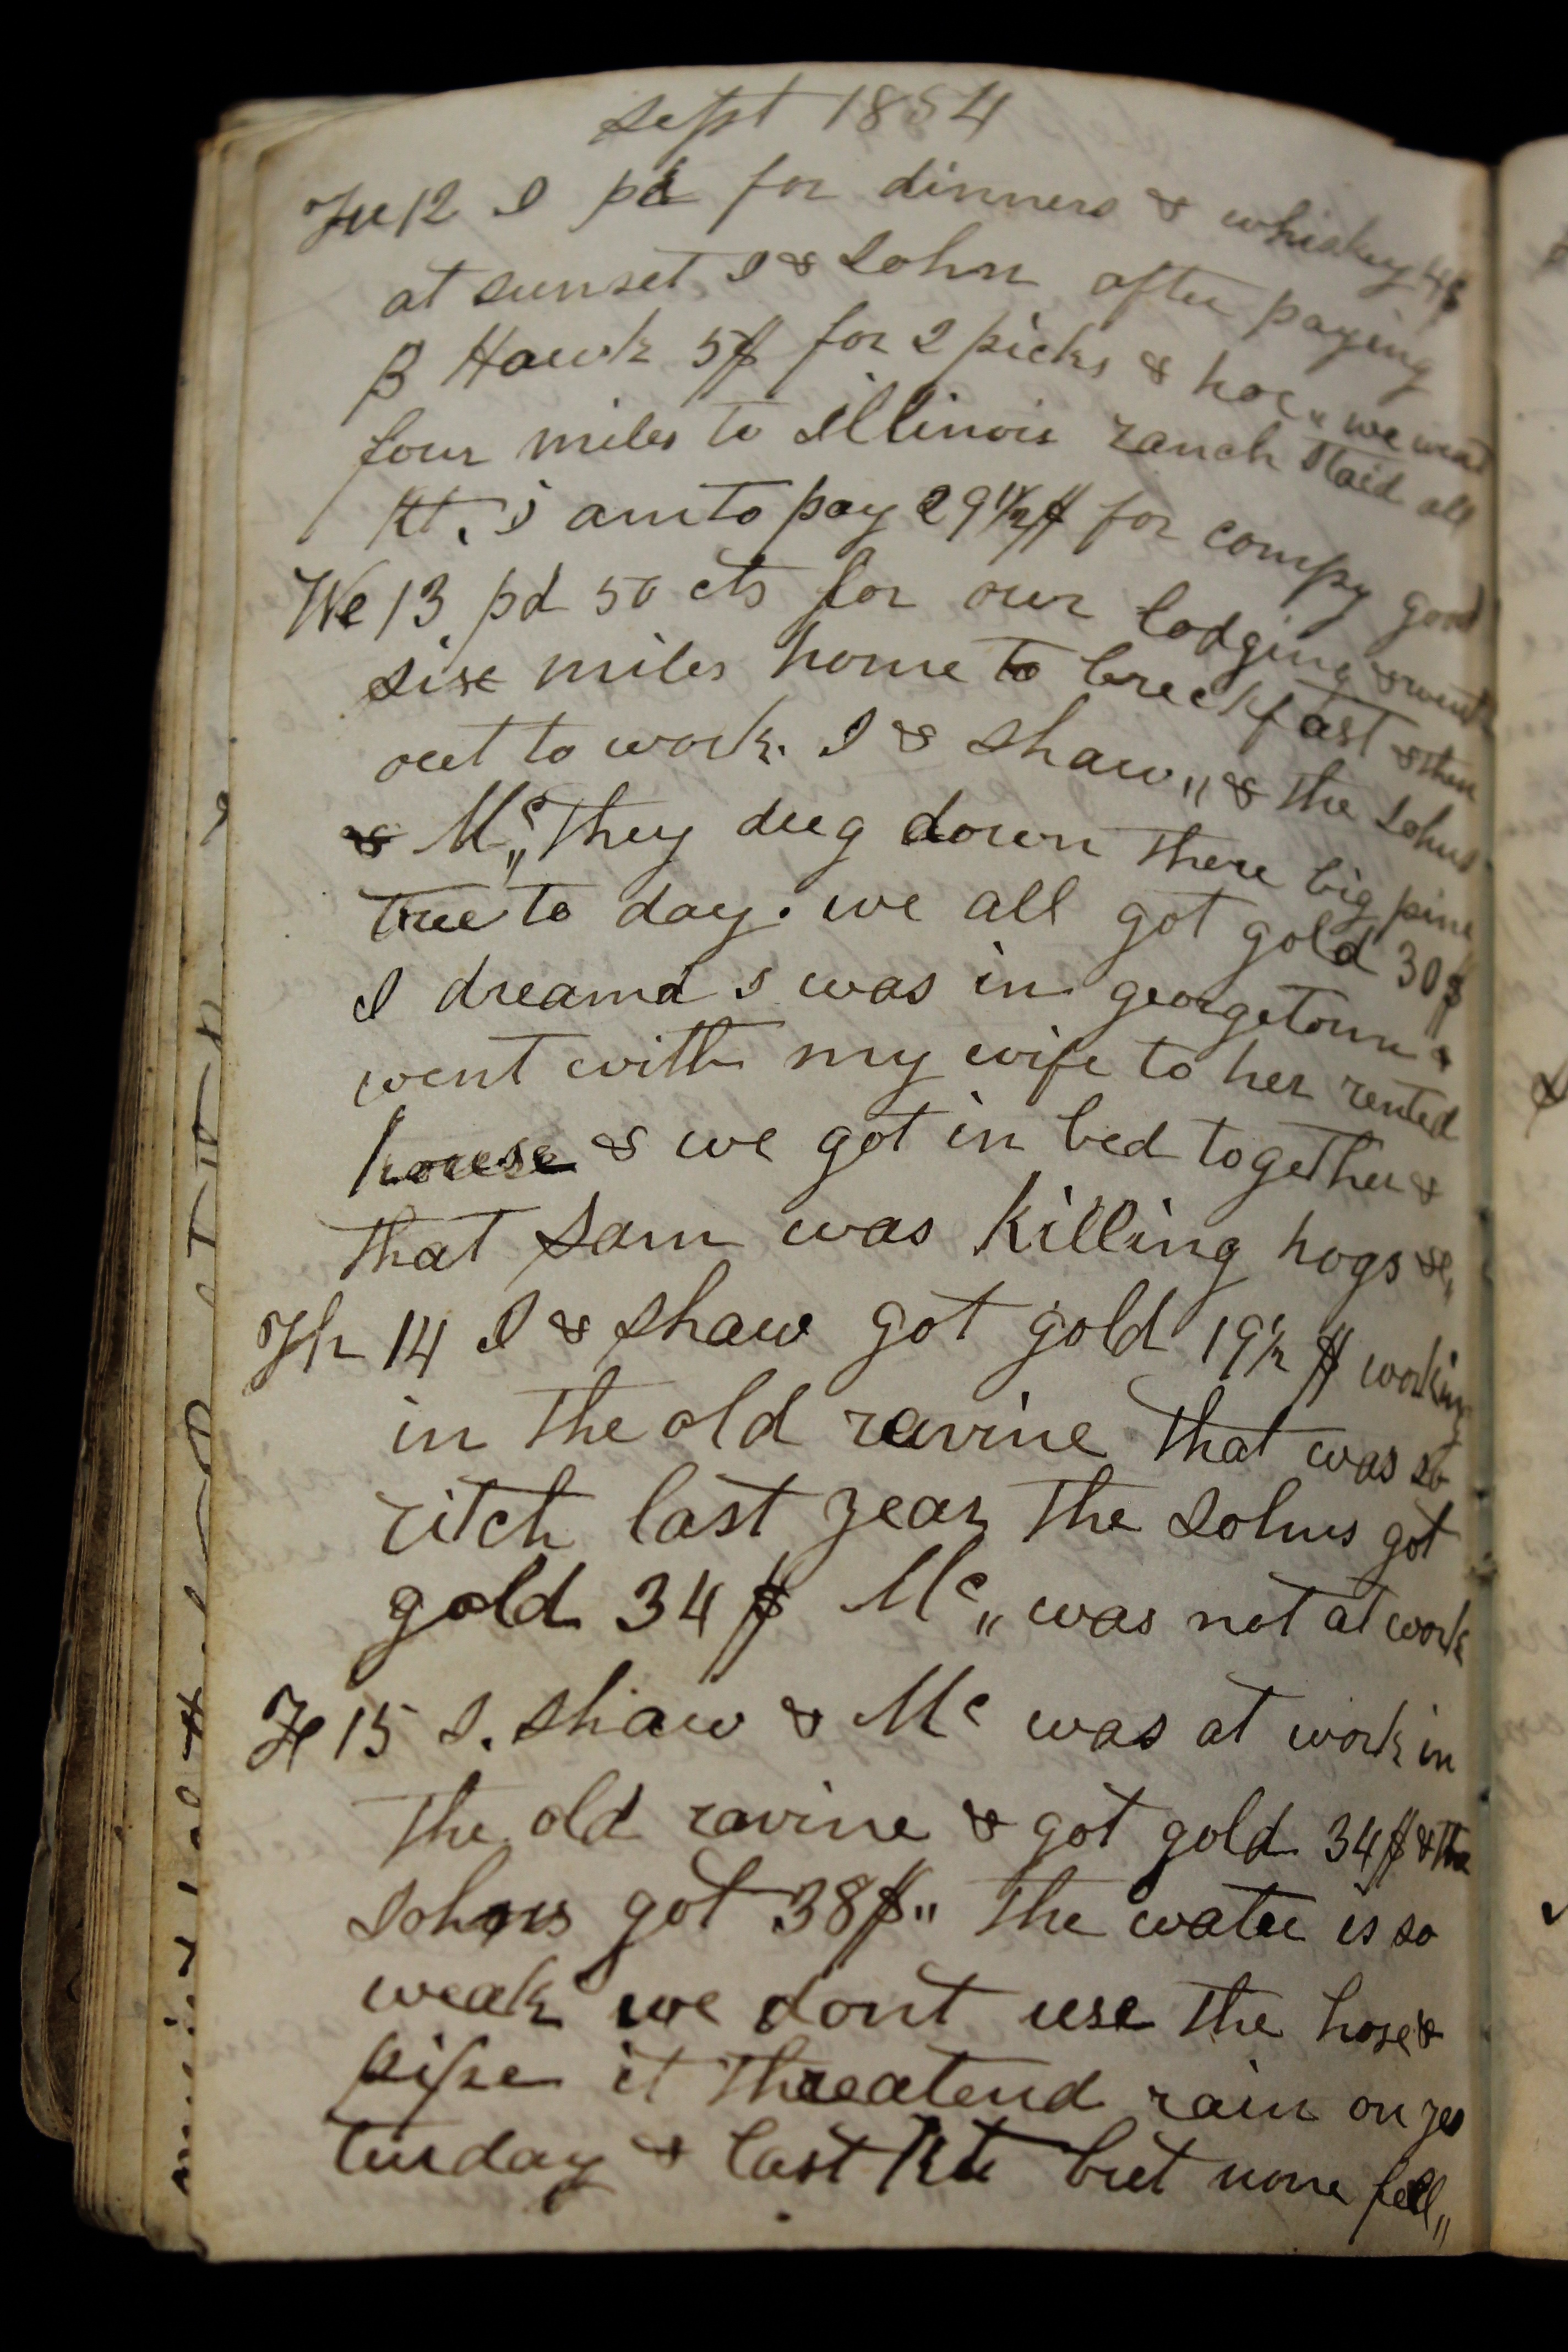 Sept 1854
Tu 12 I pd for dinners & whiskey 4$
at sunset I & John after paying
B Hawk 5$ for 2 picks & hoe " we went
four miles to Illinois ranch staid all
nt. I am to pay 29 1/2$ for compy good
We 13 pd 50 cts for our lodging & went
six miles home to breckfast & then
out to work. I & Shaw,, & the Johns
& Mc,, they dug down there big pine
tree to day. we all got gold 30$
I dreamd I was in georgetown &
went with my wife to her rented
house & we got in bed together &
that Sam was killing hogs &c,,
Th 14 I & Shaw got gold 19 1/2 $ working
in the old ravine that was so
ritch last year the Johns got
gold 34$ Mc,, was not at work
Fr 15 I. Shaw & Mc was at work in
the old ravine & got gold 34$ & the
Johns got 38$,, the water is so
weak we dont use the hose &
pipe it threatend rain on yes
turday & last nt but none fell,,